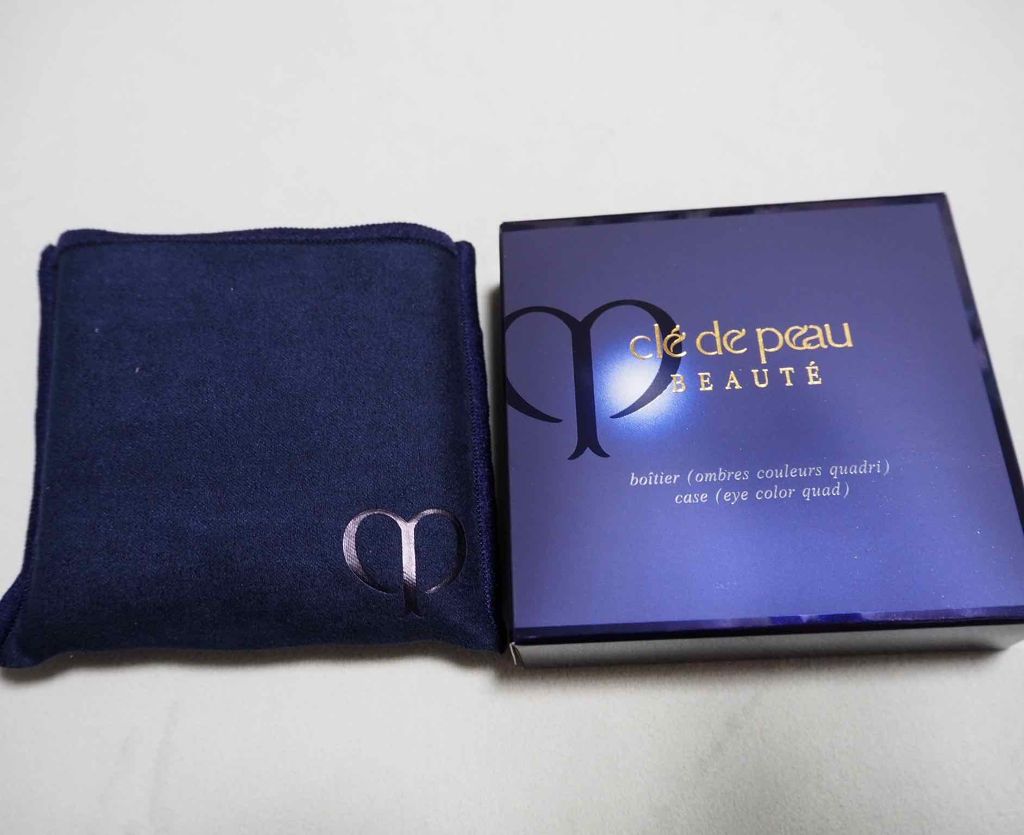 clé de peau
BEAUTÉ
boîtier (ombres couleurs quadri)
case (eye color quad)